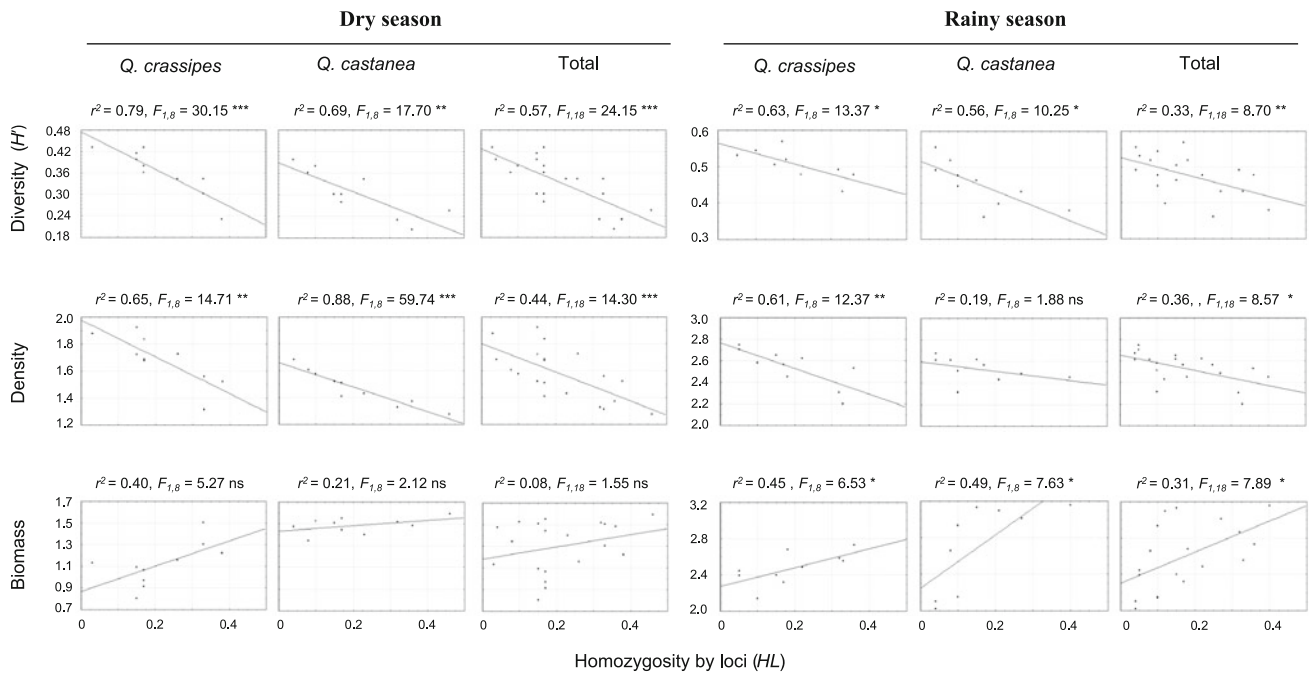 Dry season Rainy season
Q. crassipes Q. castanea Total Q. crassipes Q. castanea Total
r² = 0.79, F1,8 = 30.15 *** r² = 0.69, F1,8 = 17.70 ** r² = 0.57, F1,18 = 24.15 *** r² = 0.63, F1,8 = 13.37 * r² = 0.56, F1,8 = 10.25 * r² = 0.33, F1,18 = 8.70 **
Diversity (H')
0.48 0.6
0.42
0.36 0.5
0.30
0.24 0.4
0.18 0.3
r² = 0.65, F1,8 = 14.71 ** r² = 0.88, F1,8 = 59.74 *** r² = 0.44, F1,18 = 14.30 *** r² = 0.61, F1,8 = 12.37 ** r² = 0.19, F1,8 = 1.88 ns r² = 0.36, , F1,18 = 8.57 *
Density
2.0 3.0
1.8 2.8
1.6 2.6
1.4 2.4
2.2
1.2 2.0
r² = 0.40, F1,8 = 5.27 ns r² = 0.21, F1,8 = 2.12 ns r² = 0.08, F1,18 = 1.55 ns r² = 0.45 , F1,8 = 6.53 * r² = 0.49, F1,8 = 7.63 * r² = 0.31, F1,18 = 7.89 *
Biomass
1.7 3.2
1.5
1.3 2.8
1.1 2.4
0.9
0.7 2.0
0 0.2 0.4 0 0.2 0.4 0 0.2 0.4 0 0.2 0.4 0 0.2 0.4 0 0.2 0.4
Homozygosity by loci (HL)